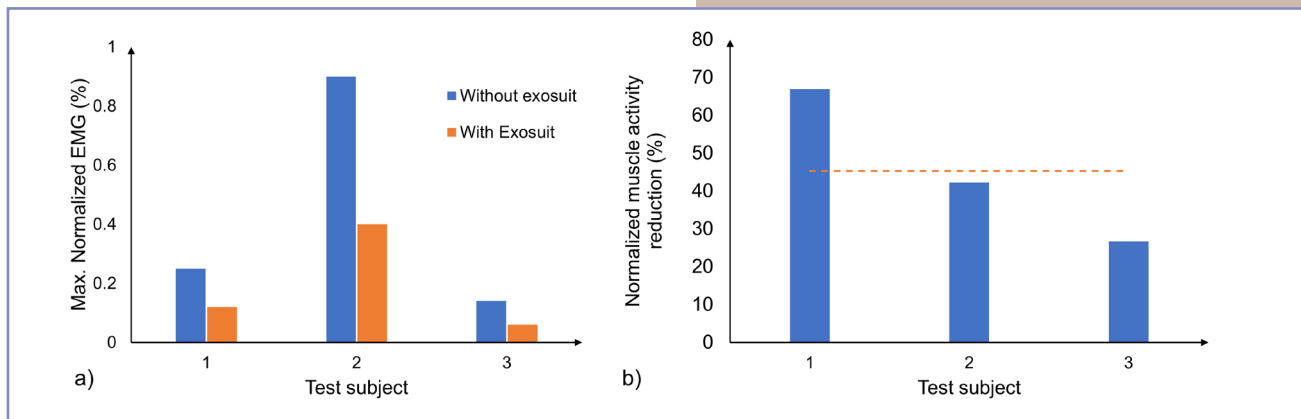 Max. Normalized EMG (%)
1
0.8
0.6
0.4
0.2
0
Without exosuit
With Exosuit
1 2 3
Test subject
a)
Normalized muscle activity
reduction (%)
80
70
60
50
40
30
20
10
0
1 2 3
Test subject
b)